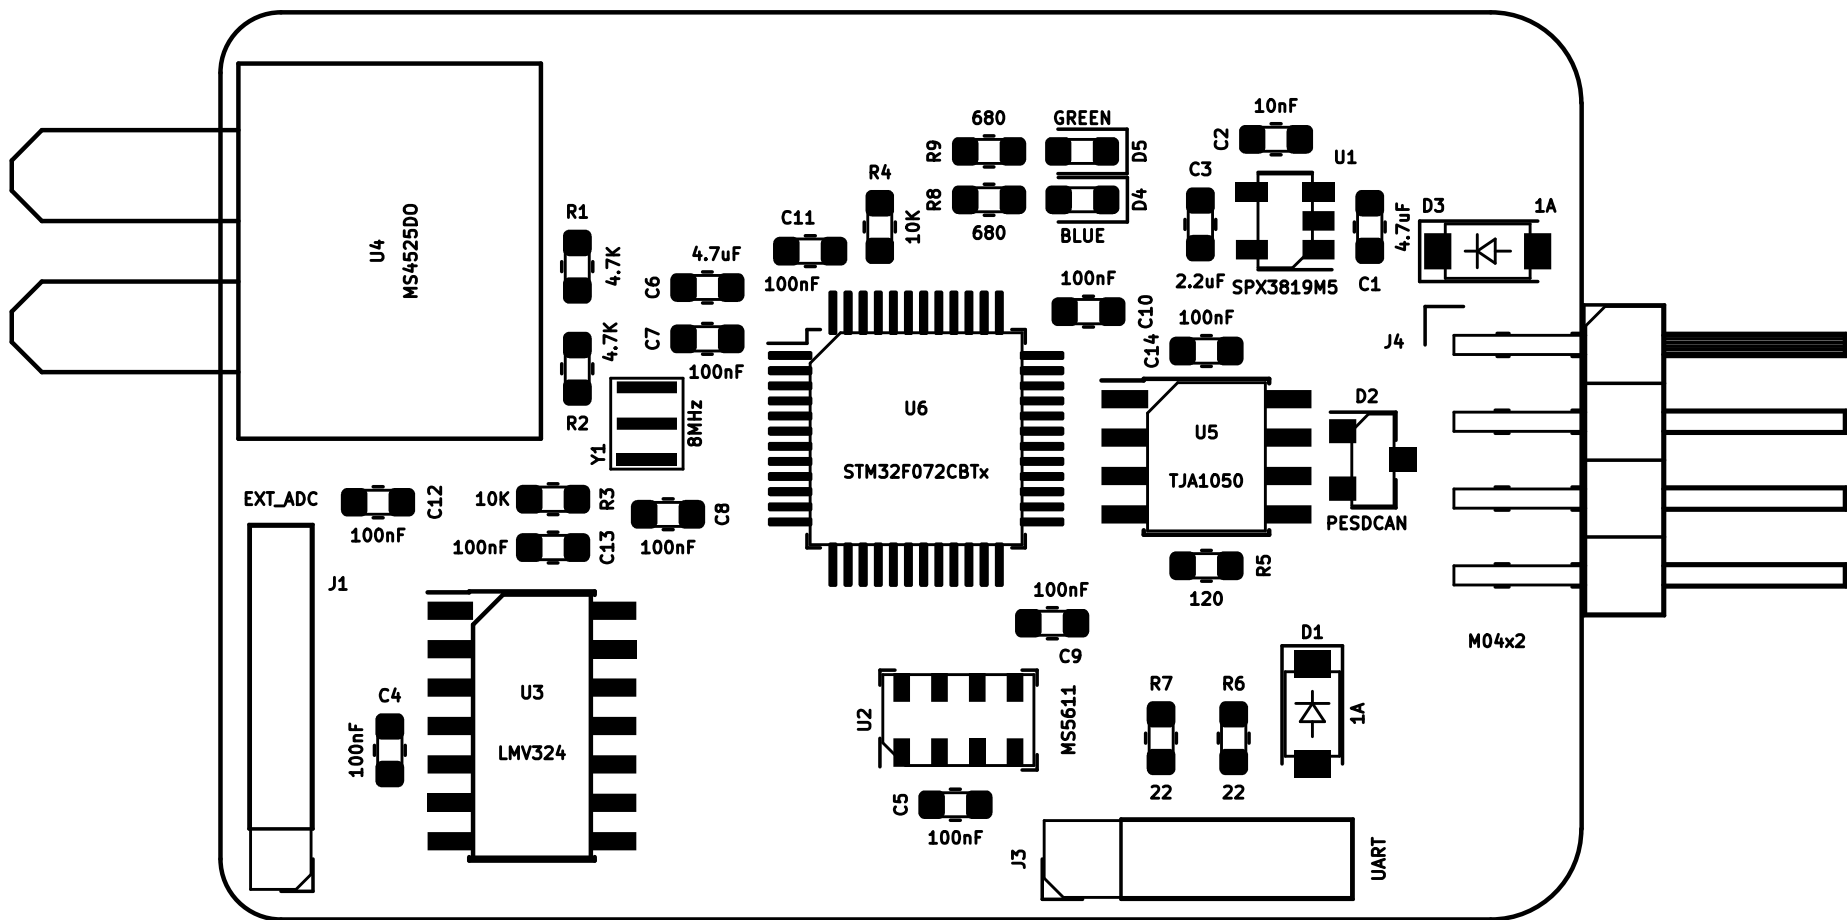 10nF
680
GREEN
C2
R9
D5
U1
C3
R4
R8
D4
D3
1A
C11
R1
10K
4.7uF
680
BLUE
U4
MS4525DO
4.7K
4.7uF
C6
100nF
100nF
2.2uF
SPX3819M5
C1
C10
100nF
C7
4.7K
C14
J4
100nF
D2
R2
8MHz
U6
U5
Y1
STM32F072CBTx
TJA1050
EXT_ADC
C12
10K
R3
C8
PESDCAN
100nF
100nF
C13
100nF
R5
J1
100nF
120
D1
M04x2
C9
R7
R6
C4
U3
U2
MS5611
1A
100nF
LMV324
22
22
C5
100nF
J3
UART